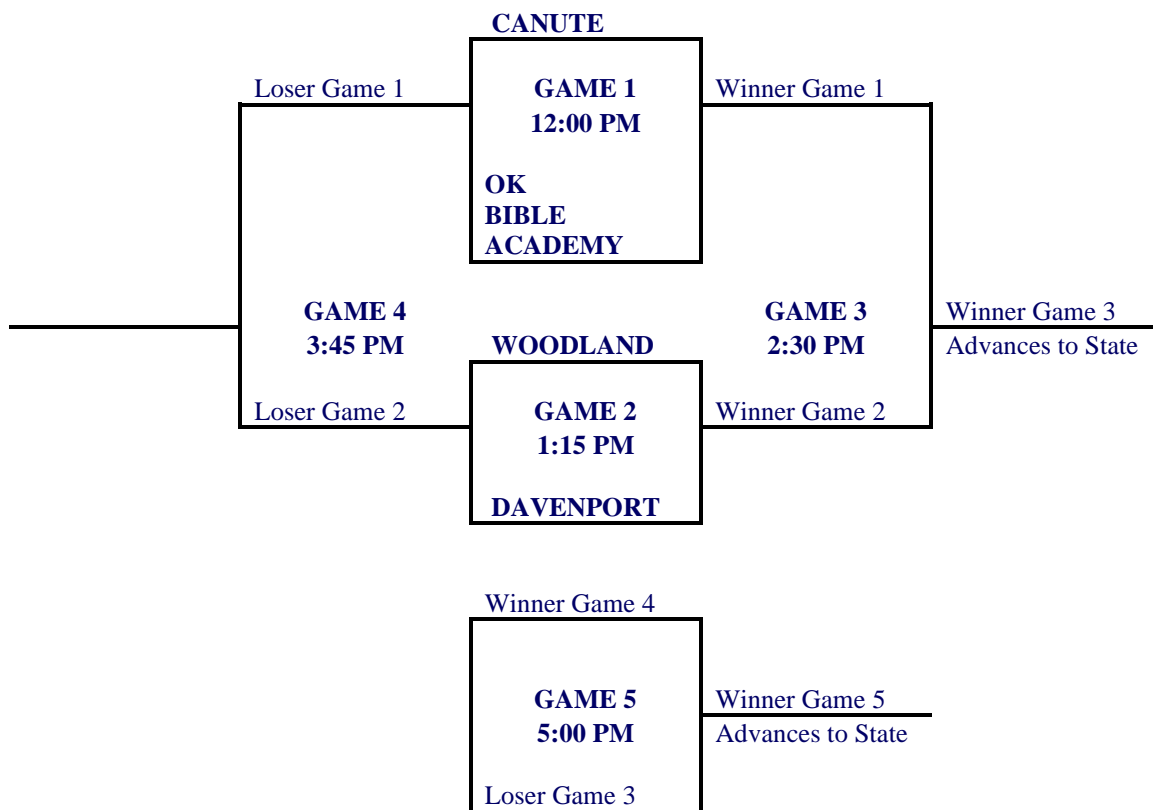 CANUTE
Loser Game 1
GAME 1
12:00 PM
Winner Game 1
OK
BIBLE
ACADEMY
GAME 4
3:45 PM
WOODLAND
GAME 3
2:30 PM
Winner Game 3
Advances to State
Loser Game 2
GAME 2
1:15 PM
Winner Game 2
DAVENPORT
Winner Game 4
GAME 5
5:00 PM
Winner Game 5
Advances to State
Loser Game 3